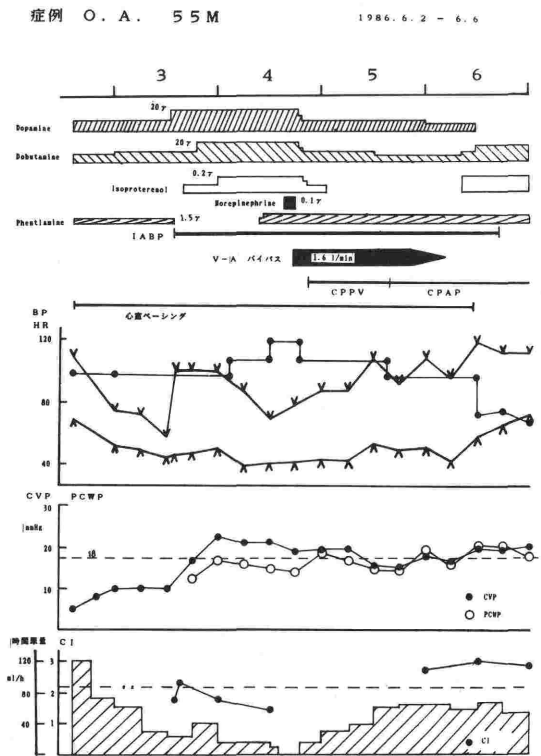 症例 O. A. 55M 1986. 6. 2 - 6. 6
3 4 5 6
20γ
Dopamine
20γ
Dobutamine
0.2γ
Isoproterenol
Norepinephrine 0.1γ
Phentlamine 1.5γ
IABP
V-A バイパス 1.6 l/min
CPPV CPAP
心室ペーシング
BP
HR
120
80
40
CVP PCWP
30
mmHg
20
18
10
CVP
PCWP
時間尿量 CI
120 3
ml/h
80 2
40 1
CI